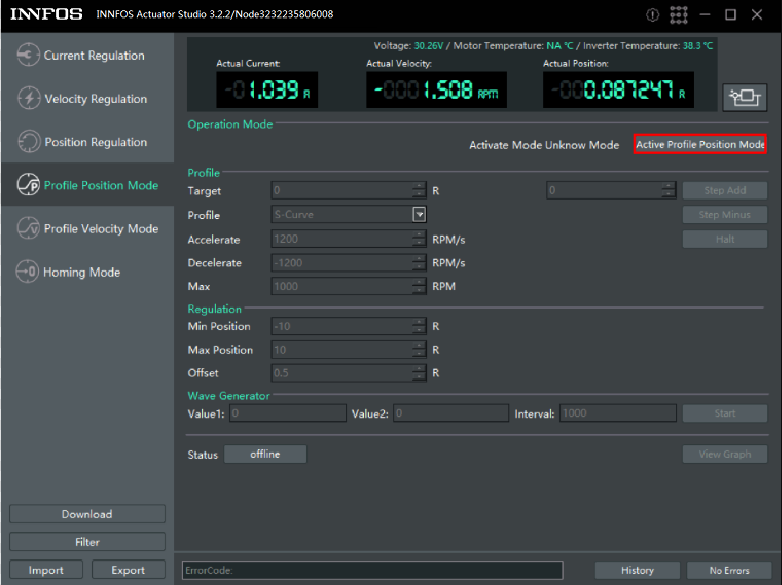 INNFOS INNFOS Actuator Studio 3.2.2/Node3232235806008
Current Regulation
Velocity Regulation
Position Regulation
Profile Position Mode
Profile Velocity Mode
Homing Mode
Download
Filter
Import Export
Voltage: 30.26V / Motor Temperature: NA °C / Inverter Temperature: 38.3 °C
Actual Current: Actual Velocity: Actual Position:
-01.039 A -0001.508 RPM -000.087247 R
Operation Mode
Activate Mode Unknow Mode Active Profile Position Mode
Profile
Target 0 R 0 Step Add
Profile S-Curve Step Minus
Accelerate 1200 RPM/s Halt
Decelerate -1200 RPM/s
Max 1000 RPM
Regulation
Min Position -10 R
Max Position 10 R
Offset 0.5 R
Wave Generator
Value1: 0 Value2: 0 Interval: 1000 Start
Status offline View Graph
ErrorCode: History No Errors